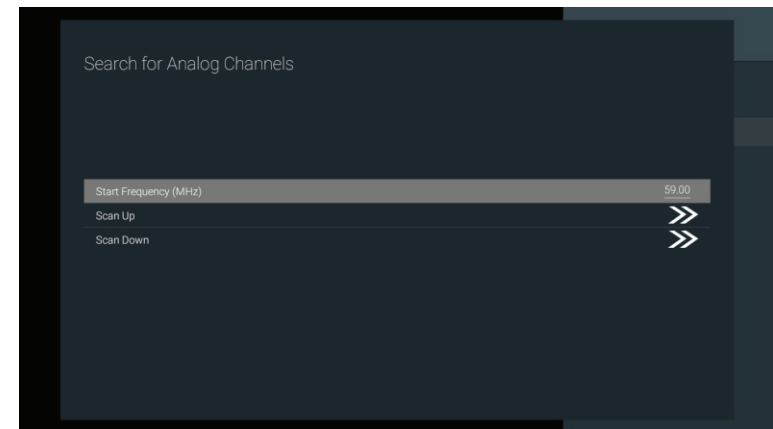 Search for Analog Channels
Start Frequency (MHz) 59.00
Scan Up
Scan Down